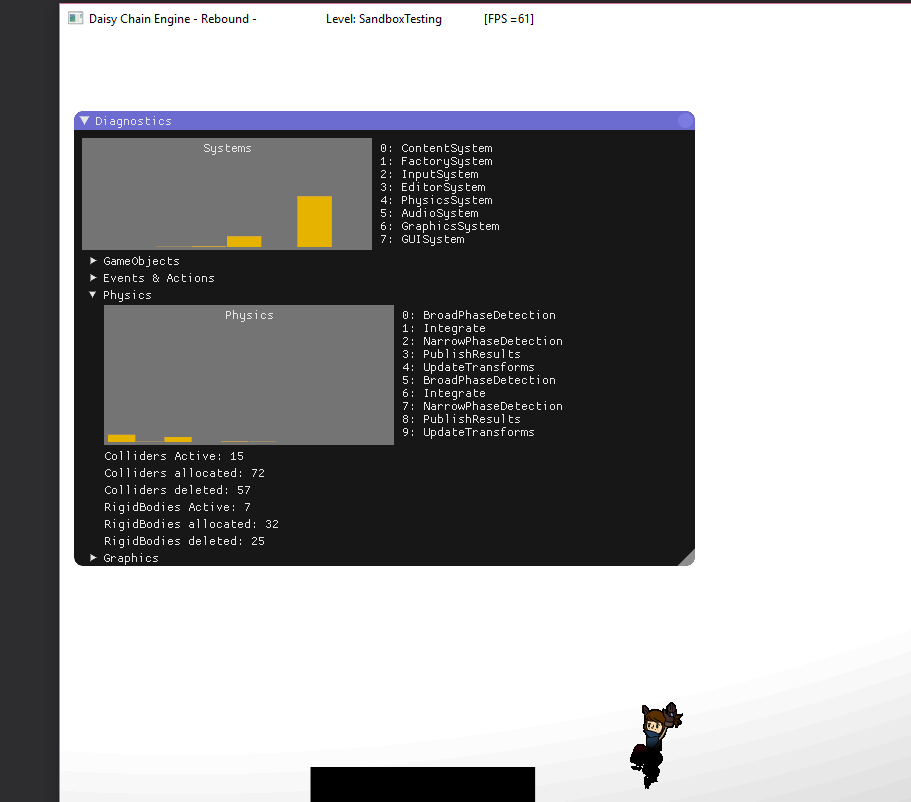 Daisy Chain Engine - Rebound - Level: SandboxTesting [FPS =61]
Diagnostics
Systems
0: ContentSystem
1: FactorySystem
2: InputSystem
3: EditorSystem
4: PhysicsSystem
5: AudioSystem
6: GraphicsSystem
7: GUISystem
GameObjects
Events & Actions
Physics
Physics
0: BroadPhaseDetection
1: Integrate
2: NarrowPhaseDetection
3: PublishResults
4: UpdateTransforms
5: BroadPhaseDetection
6: Integrate
7: NarrowPhaseDetection
8: PublishResults
9: UpdateTransforms
Colliders Active: 15
Colliders allocated: 72
Colliders deleted: 57
RigidBodies Active: 7
RigidBodies allocated: 32
RigidBodies deleted: 25
Graphics